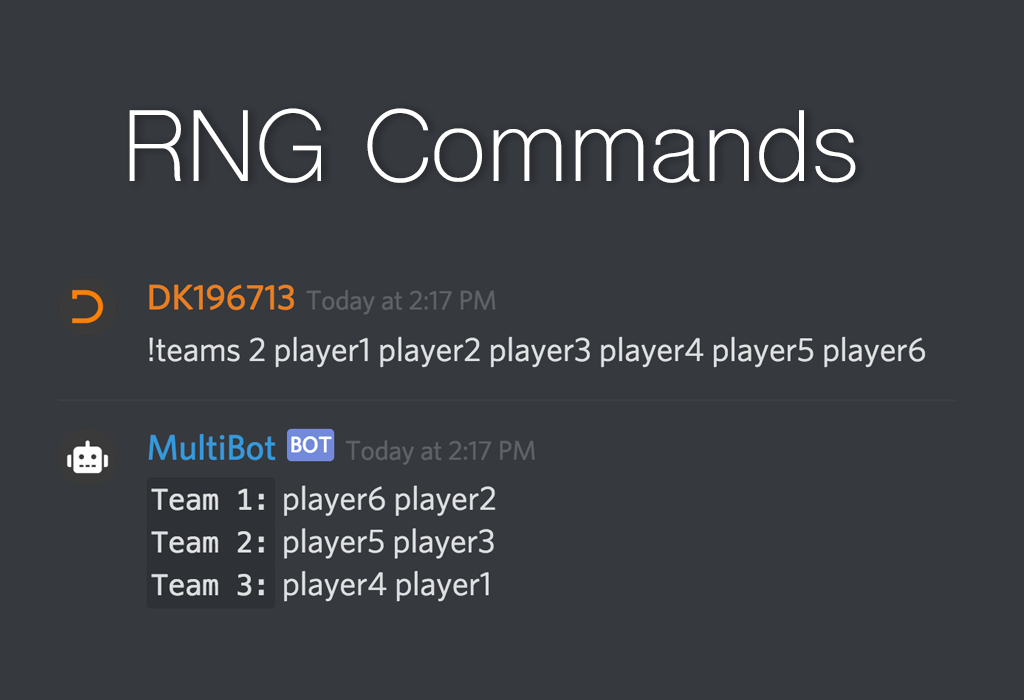 RNG Commands
DK196713 Today at 2:17 PM
!teams 2 player1 player2 player3 player4 player5 player6
MultiBot BOT Today at 2:17 PM
Team 1: player6 player2
Team 2: player5 player3
Team 3: player4 player1